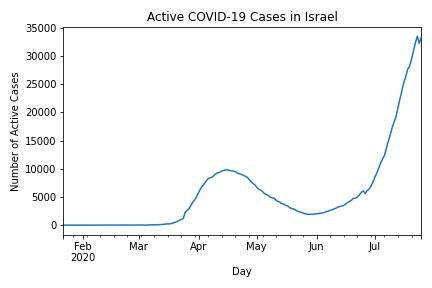 Active COVID-19 Cases in Israel
35000
30000
25000
20000
15000
10000
5000
0
Number of Active Cases
Feb Mar Apr May Jun Jul
2020
Day